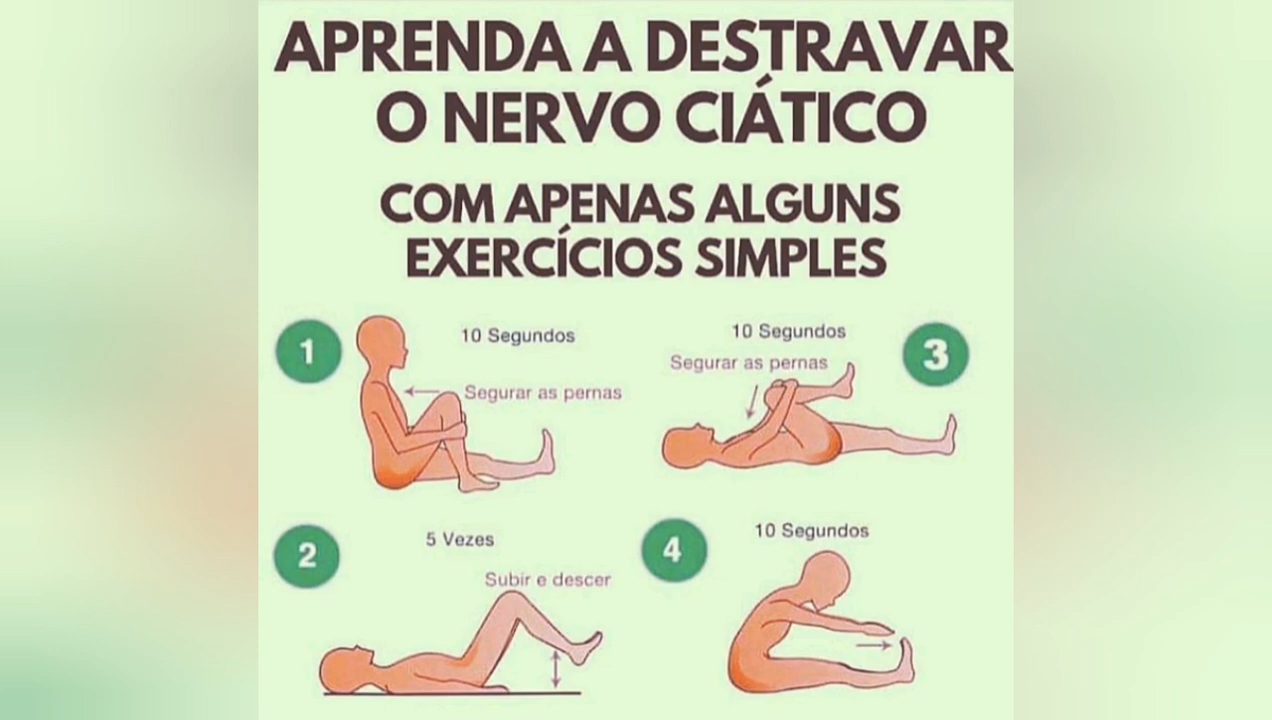 APRENDA A DESTRAVAR
O NERVO CIÁTICO
COM APENAS ALGUNS
EXERCÍCIOS SIMPLES
1
10 Segundos
Segurar as pernas
2
5 Vezes
Subir e descer
10 Segundos
Segurar as pernas
3
4
10 Segundos